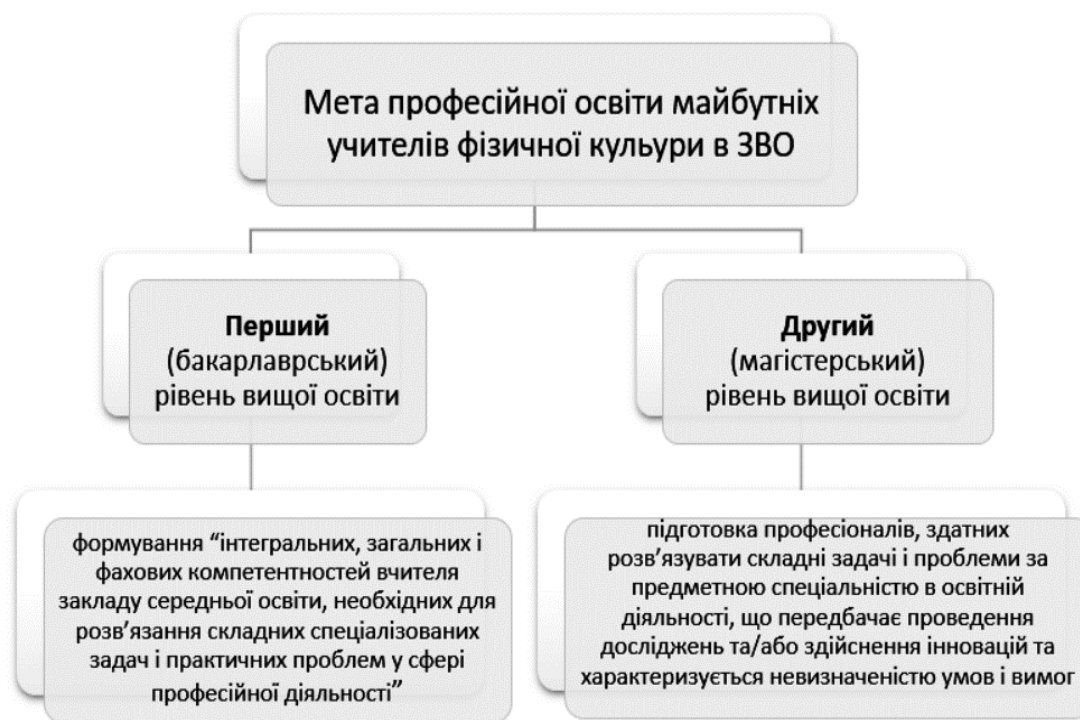 Мета професійної освіти майбутніх
учителів фізичної кульури в ЗВО
Перший
(бакарлаврський)
рівень вищої освіти
Другий
(магістерський)
рівень вищої освіти
формування “інтегральних, загальних і
фахових компетентностей вчителя
закладу середньої освіти, необхідних для
розв’язання складних спеціалізованих
задач і практичних проблем у сфері
професійної діяльності”
підготовка професіоналів, здатних
розв’язувати складні задачі і проблеми за
предметною спеціальністю в освітній
діяльності, що передбачає проведення
досліджень та/або здійснення інновацій та
характеризується невизначеністю умов і вимог